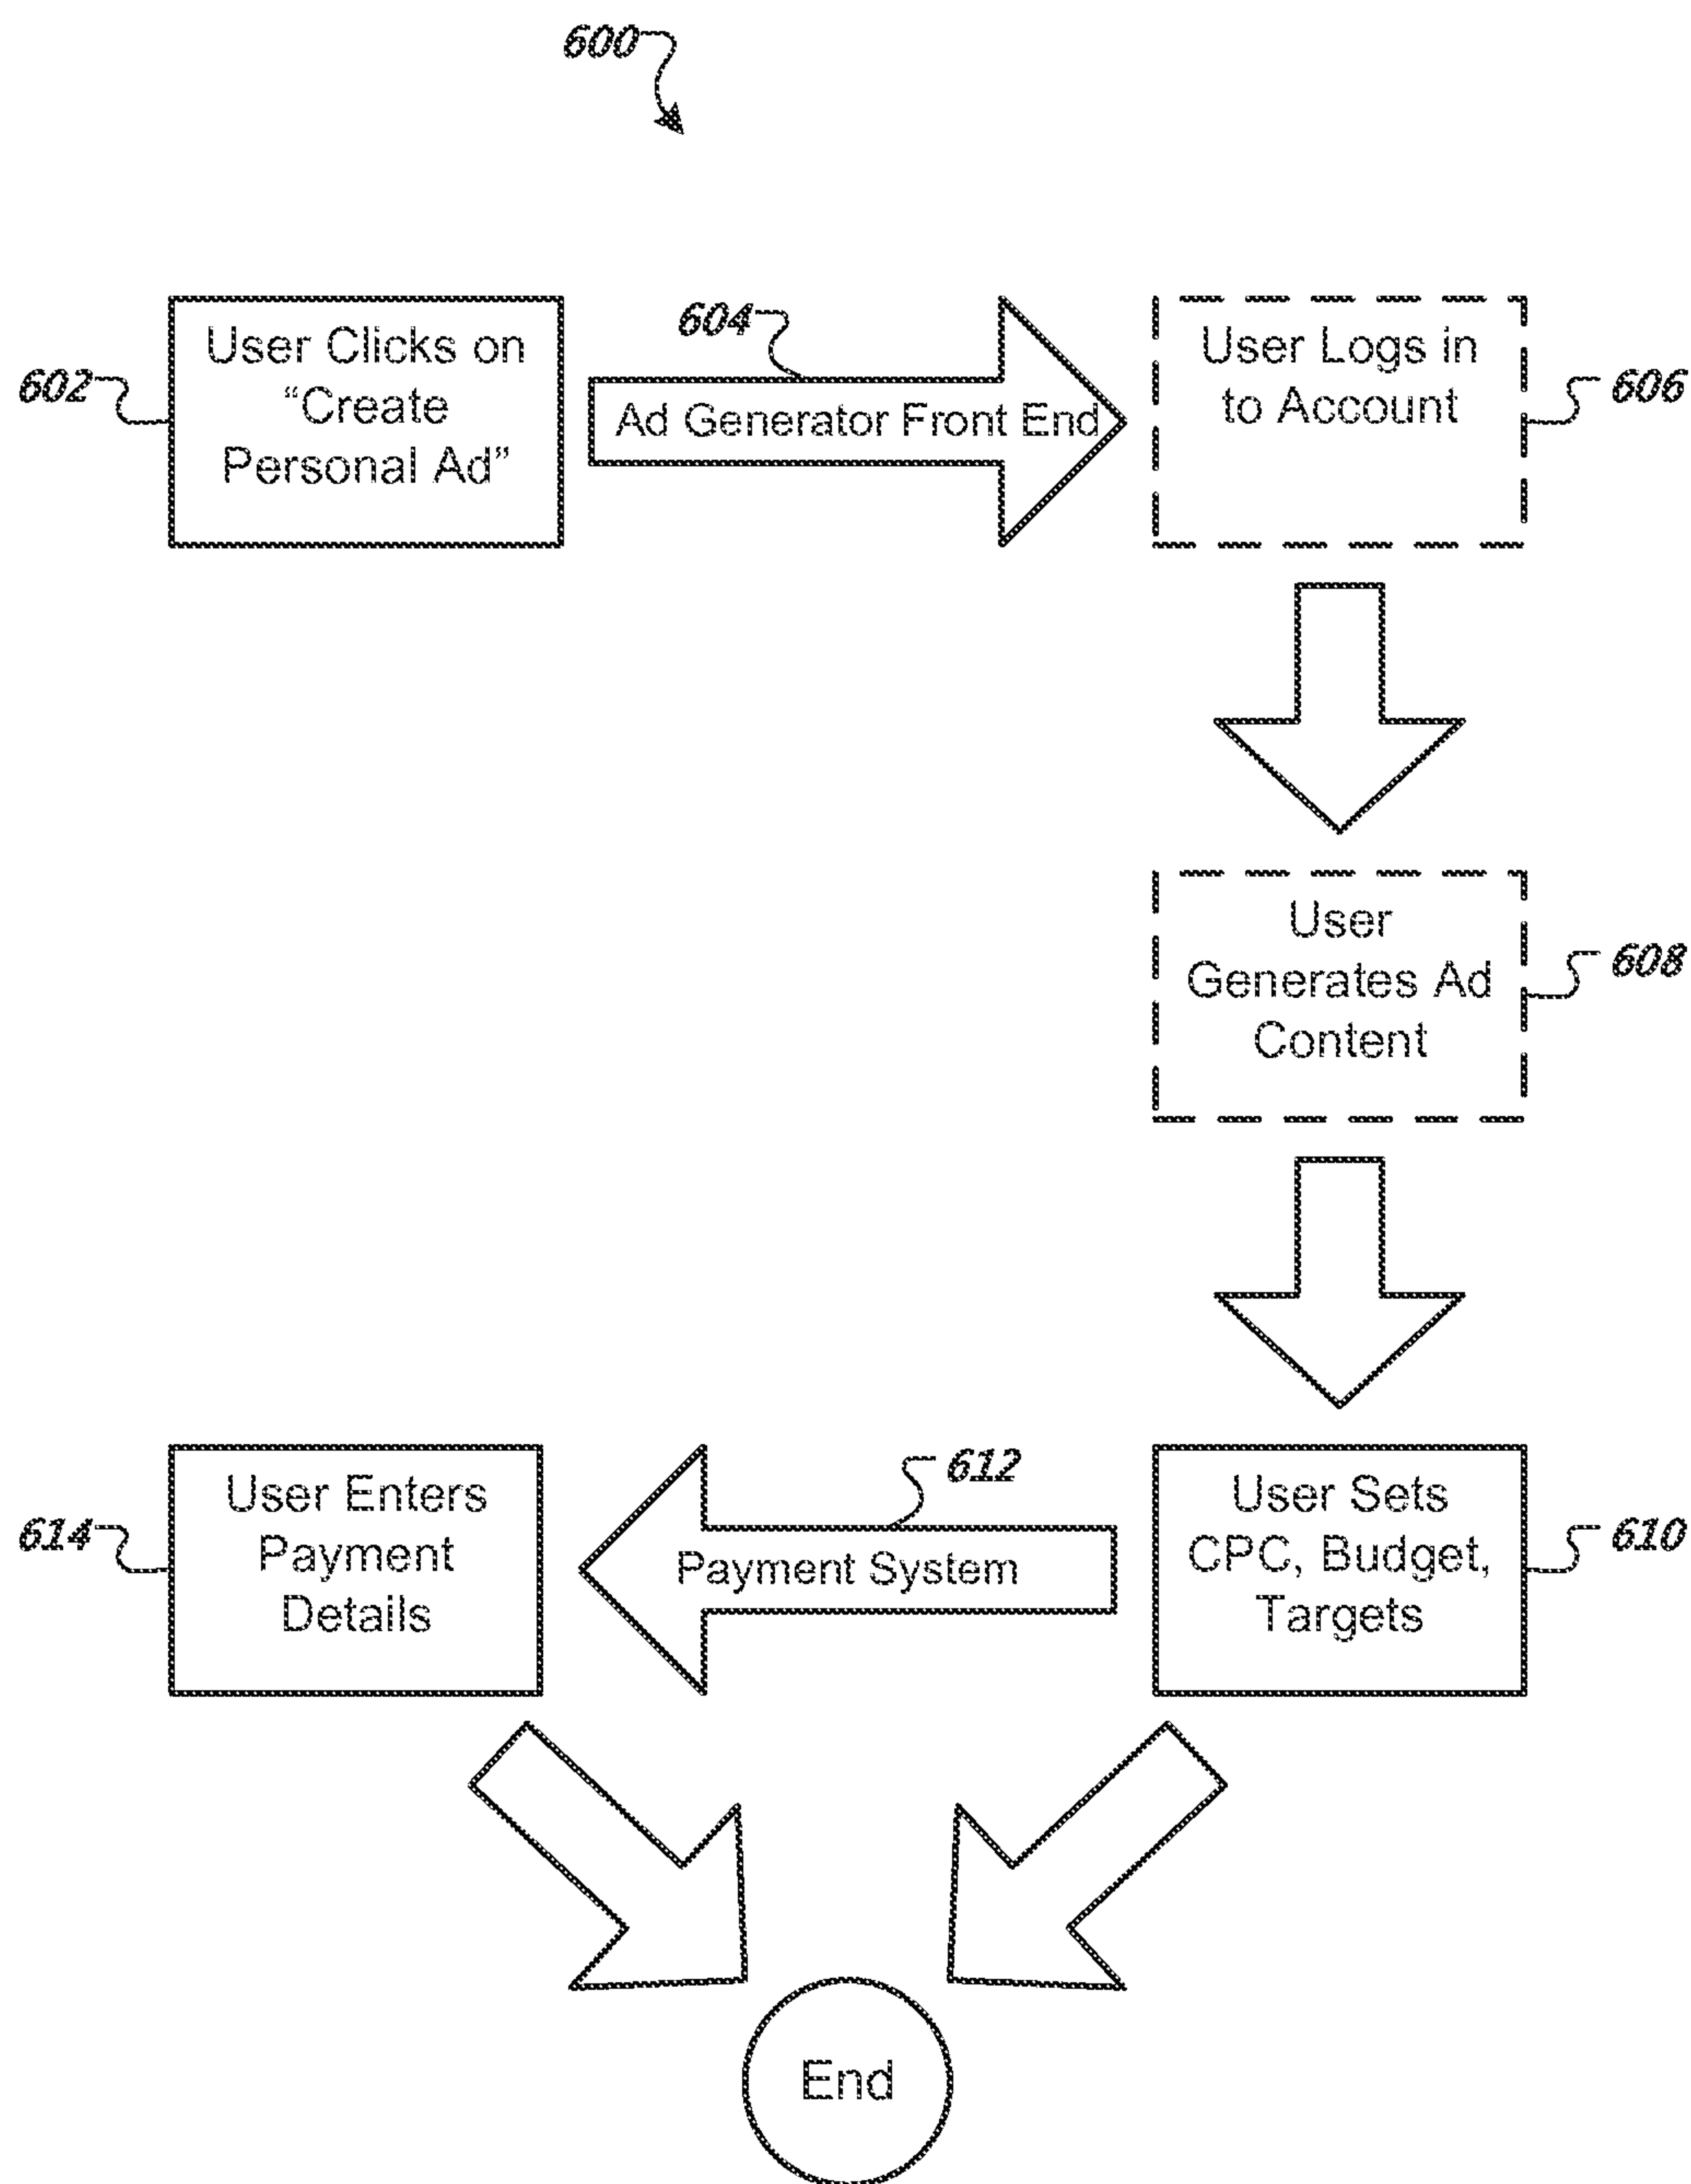 600
602
User Clicks on
“Create
Personal Ad”
604
Ad Generator Front End
User Logs in
to Account
606
User
Generates Ad
Content
608
614
User Enters
Payment
Details
612
Payment System
User Sets
CPC, Budget,
Targets
610
End